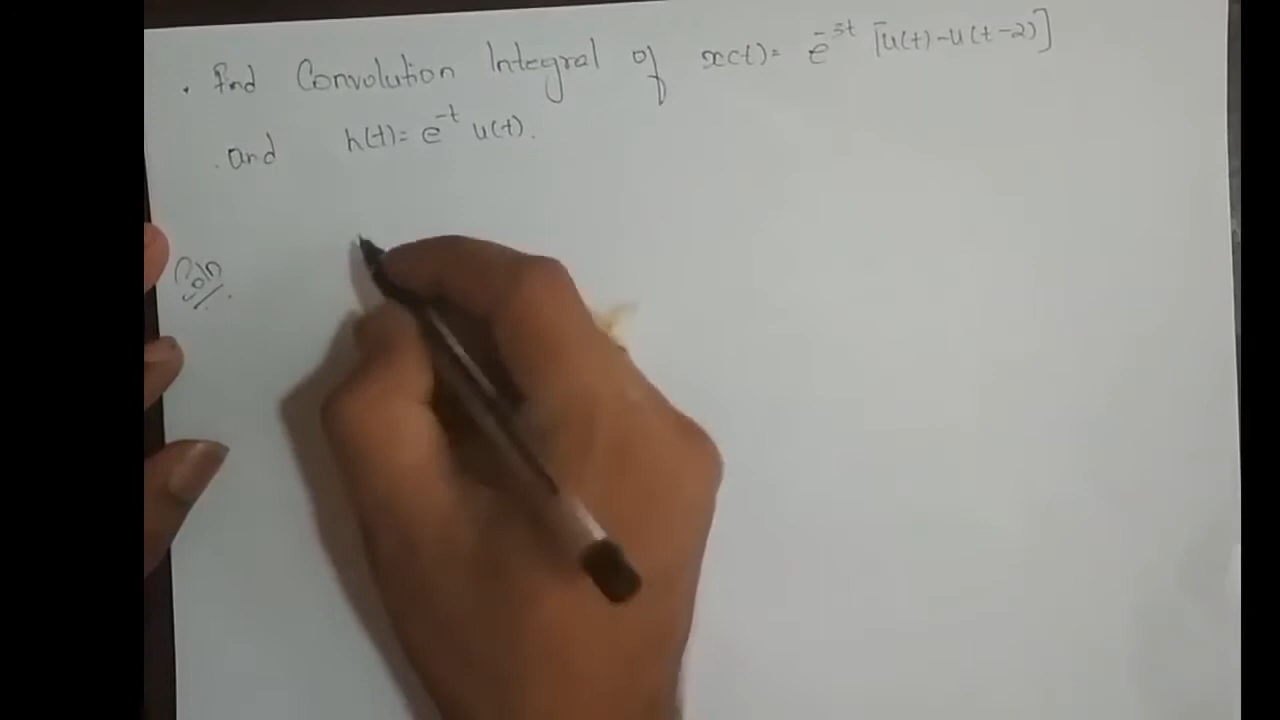 . find Convolution Integral of x(t)= e^-3t [u(t)-u(t-2)]
. and h(t)= e^-t u(t).
Soln